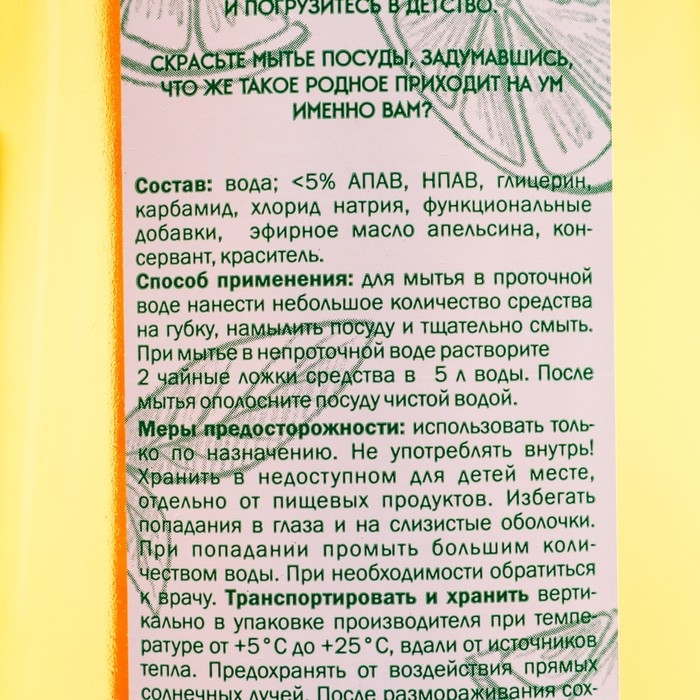 И ПОГРУЗИТЕСЬ В ДЕТСТВО.
СКРАСЬТЕ МЫТЬЕ ПОСУДЫ, ЗАДУМАВШИСЬ,
ЧТО ЖЕ ТАКОЕ РОДНОЕ ПРИХОДИТ НА УМ
ИМЕННО ВАМ?
Состав: вода; <5% АПАВ, НПАВ, глицерин,
карбамид, хлорид натрия, функциональные
добавки, эфирное масло апельсина, кон-
сервант, краситель.
Способ применения: для мытья в проточной
воде нанести небольшое количество средства
на губку, намылить посуду и тщательно смыть.
При мытье в непроточной воде растворите
2 чайные ложки средства в 5 л воды. После
мытья ополосните посуду чистой водой.
Меры предосторожности: использовать толь-
ко по назначению. Не употреблять внутрь!
Хранить в недоступном для детей месте,
отдельно от пищевых продуктов. Избегать
попадания в глаза и на слизистые оболочки.
При попадании промыть большим коли-
чеством воды. При необходимости обратиться
к врачу. Транспортировать и хранить верти-
кально в упаковке производителя при темпе-
ратуре от +5°С до +25°С, вдали от источников
тепла. Предохранять от воздействия прямых
солнечных лучей. После размораживания сох-